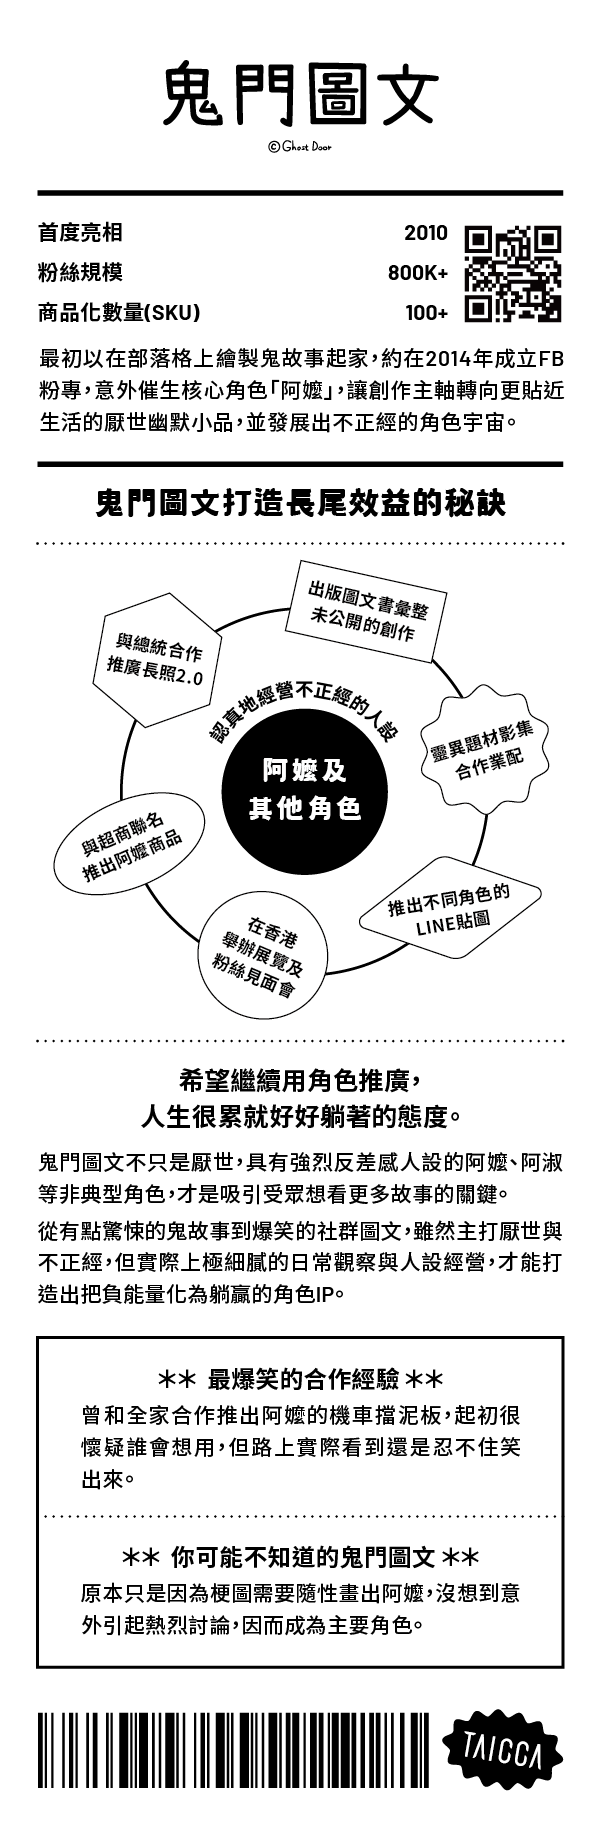 鬼門圖文
©Ghost Door
首度亮相 2010
粉絲規模 800K+
商品化數量(SKU) 100+
最初以在部落格上繪製鬼故事起家,約在2014年成立FB
粉專,意外催生核心角色「阿嬤」,讓創作主軸轉向更貼近
生活的厭世幽默小品,並發展出不正經的角色宇宙。
鬼門圖文打造長尾效益的秘訣
出版圖文書彙整
未公開的創作
與總統合作
推廣長照2.0
認真地經營不正經的人設
靈異題材影集
合作業配
阿嬤及
其他角色
與超商聯名
推出阿嬤商品
推出不同角色的
LINE貼圖
在香港
舉辦展覽及
粉絲見面會
希望繼續用角色推廣,
人生很累就好好躺著的態度。
鬼門圖文不只是厭世,具有強烈反差感人設的阿嬤、阿淑
等非典型角色,才是吸引受眾想看更多故事的關鍵。
從有點驚悚的鬼故事到爆笑的社群圖文,雖然主打厭世與
不正經,但實際上極細膩的日常觀察與人設經營,才能打
造出把負能量化為躺贏的角色IP。
** 最爆笑的合作經驗 **
曾和全家合作推出阿嬤的機車擋泥板,起初很
懷疑誰會想用,但路上實際看到還是忍不住笑
出來。
** 你可能不知道的鬼門圖文 **
原本只是因為梗圖需要隨性畫出阿嬤,沒想到意
外引起熱烈討論,因而成為主要角色。
TAICCA